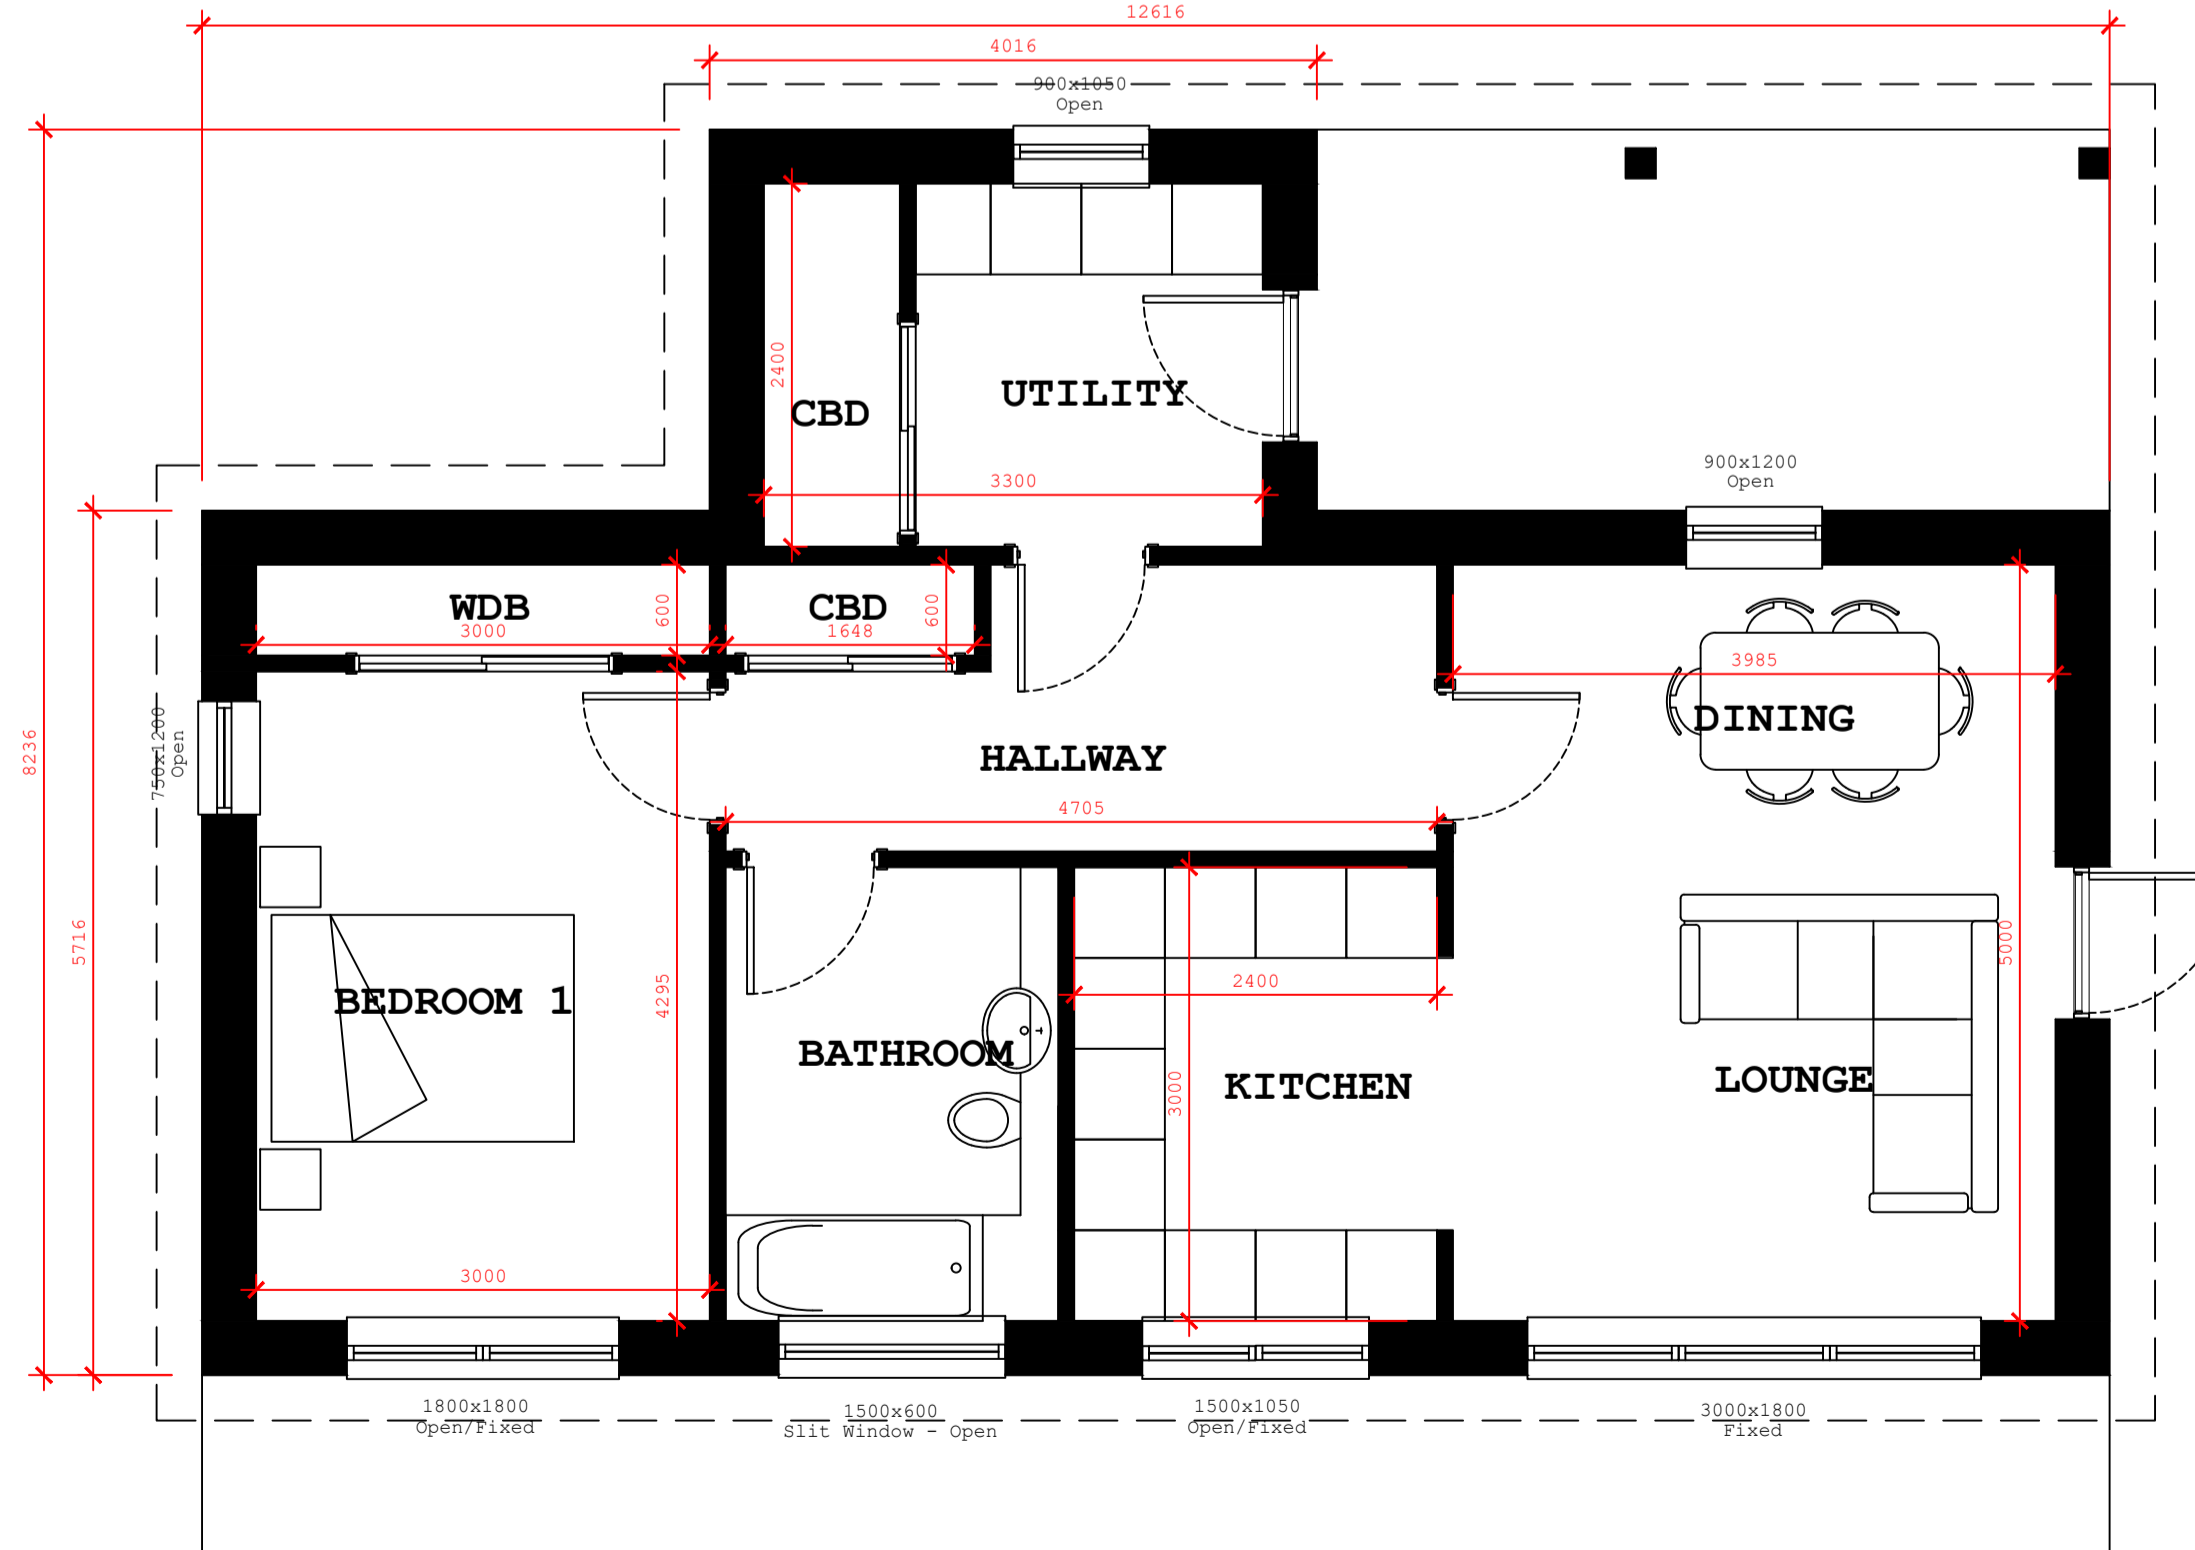 12616
4016
900x1050
Open
2400
CBD
UTILITY
3300
900x1200
Open
WDB
3000
600
CBD
1648
600
3985
DINING
8236
750x1200
Open
HALLWAY
4705
5716
4295
BEDROOM 1
BATHROOM
2400
3000
KITCHEN
5000
LOUNGE
3000
1800x1800
Open/Fixed
1500x600
Slit Window - Open
1500x1050
Open/Fixed
3000x1800
Fixed